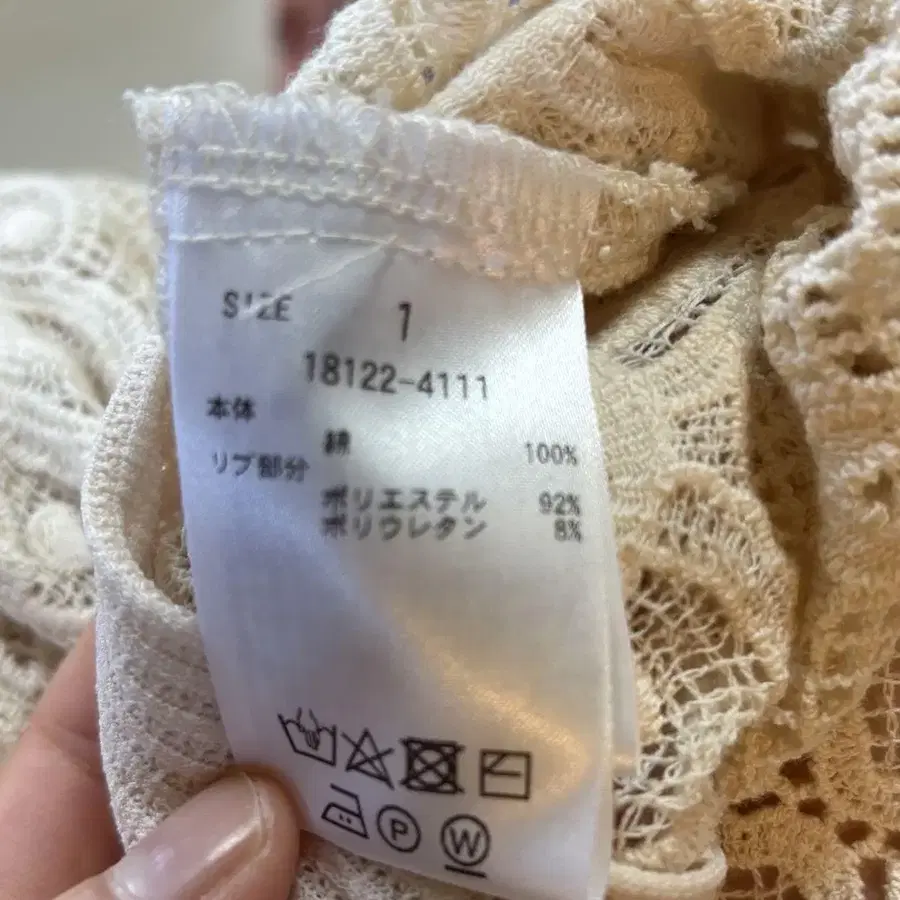 SIZE 1
18122-4111
本体
綿 100%
リブ部分
ポリエステル 92%
ポリウレタン 8%
P W